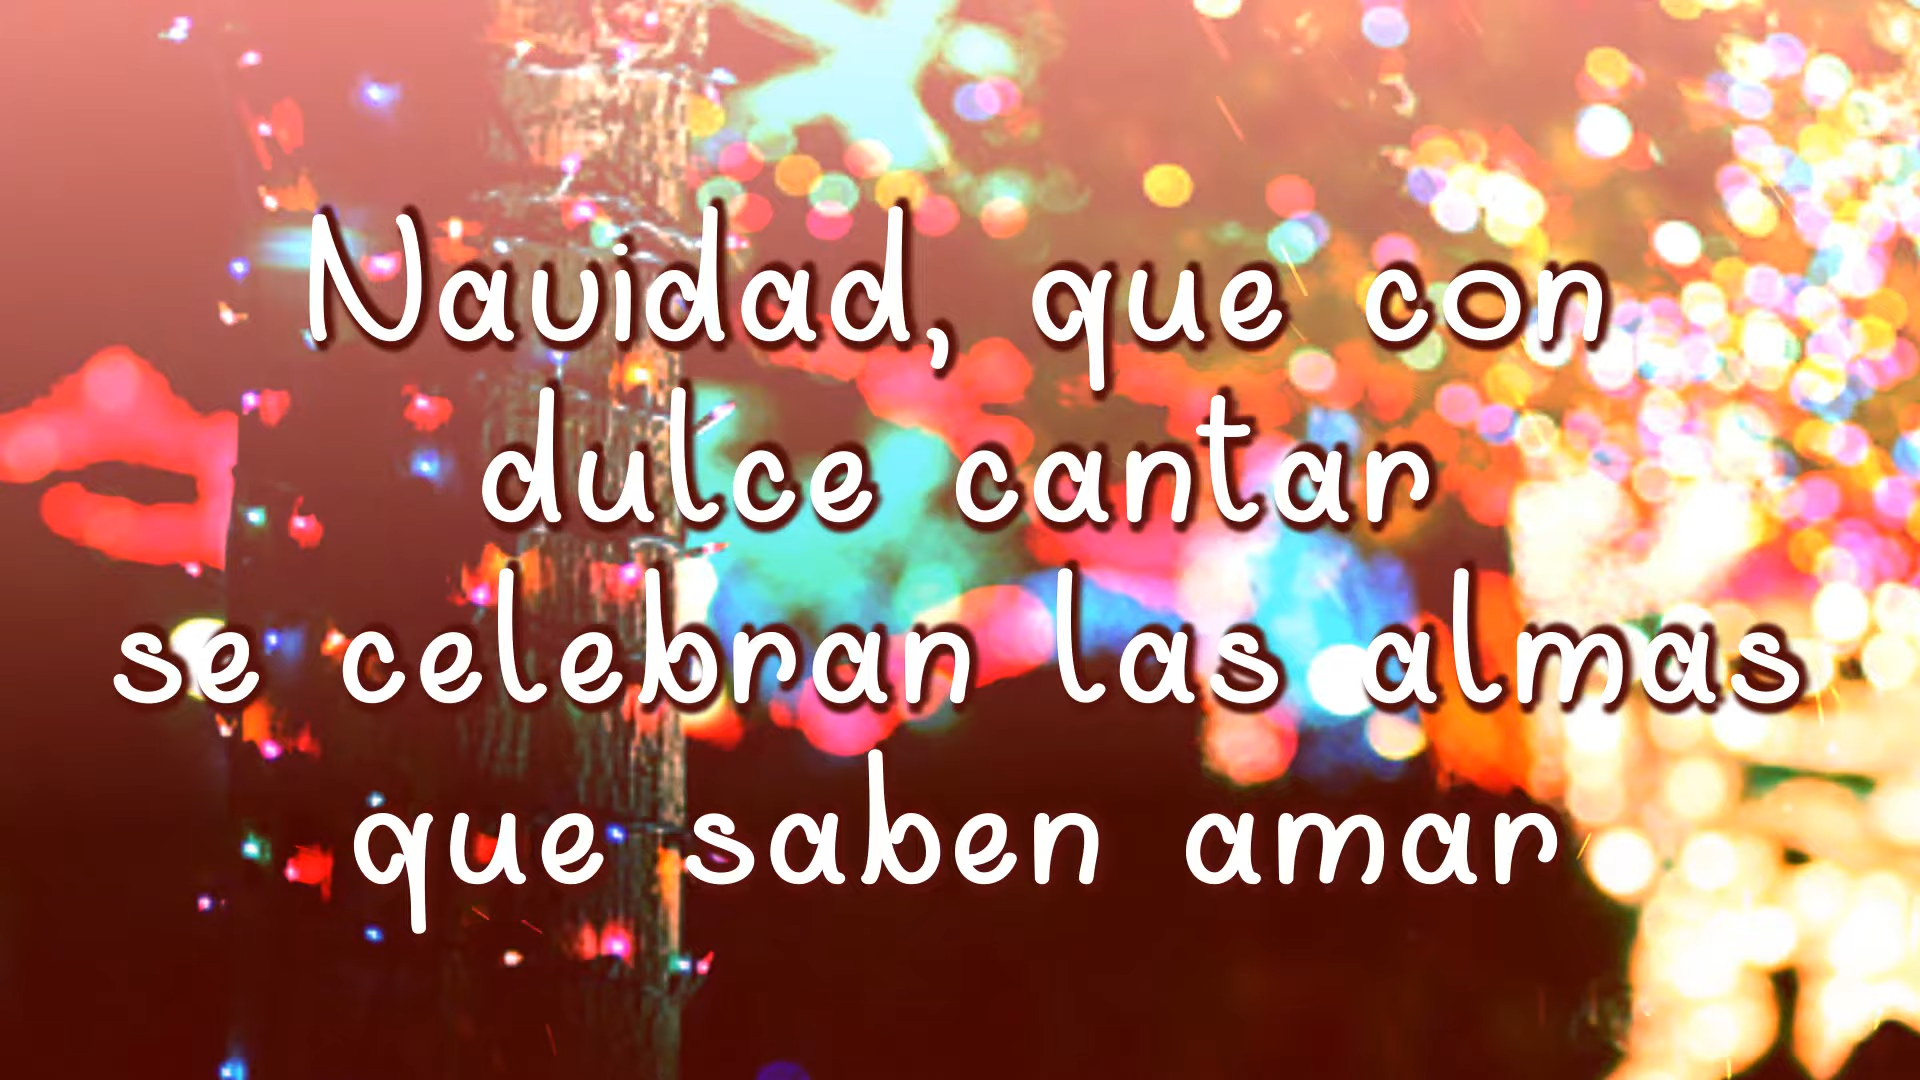 Navidad, que con
dulce cantar
se celebran las almas
que saben amar